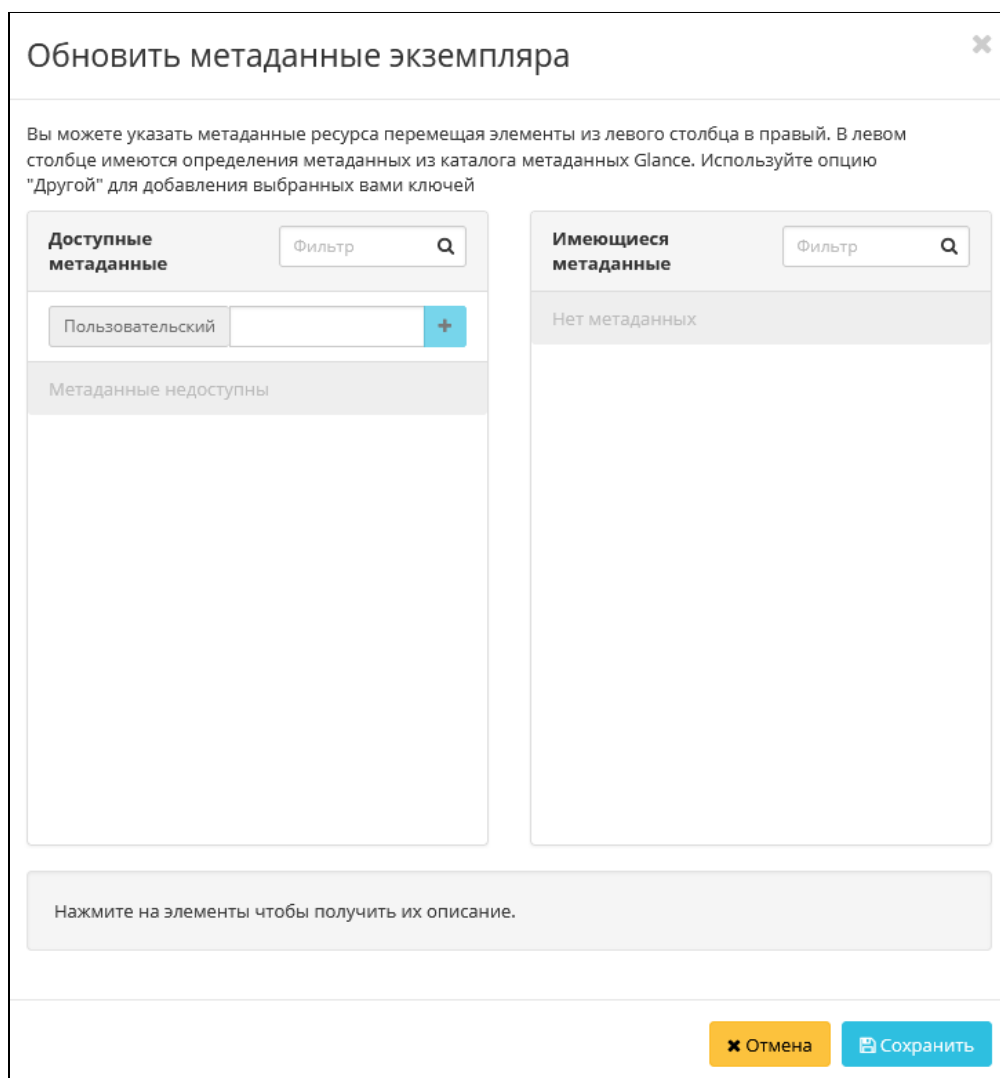 Обновить метаданные экземпляра
Вы можете указать метаданные ресурса перемещая элементы из левого столбца в правый. В левом
столбце имеются определения метаданных из каталога метаданных Glance. Используйте опцию
"Другой" для добавления выбранных вами ключей
Доступные
метаданные
Фильтр
Пользовательский
Метаданные недоступны
Имеющиеся
метаданные
Фильтр
Нет метаданных
Нажмите на элементы чтобы получить их описание.
Отмена
Сохранить